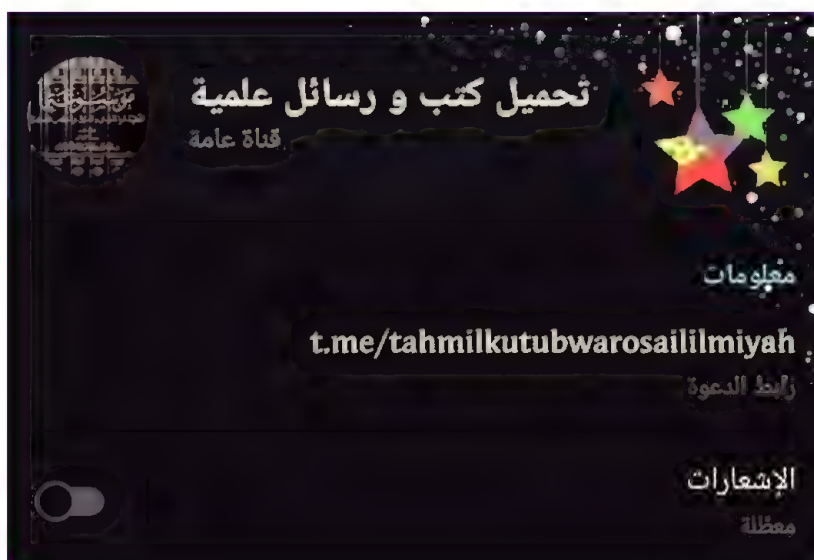 تحميل كتب و رسائل علمية
قناة عامة
معلومات
t.me/tahmilkutubwarosaililmiyah
رابط الدعوة
الإشعارات
معطلة